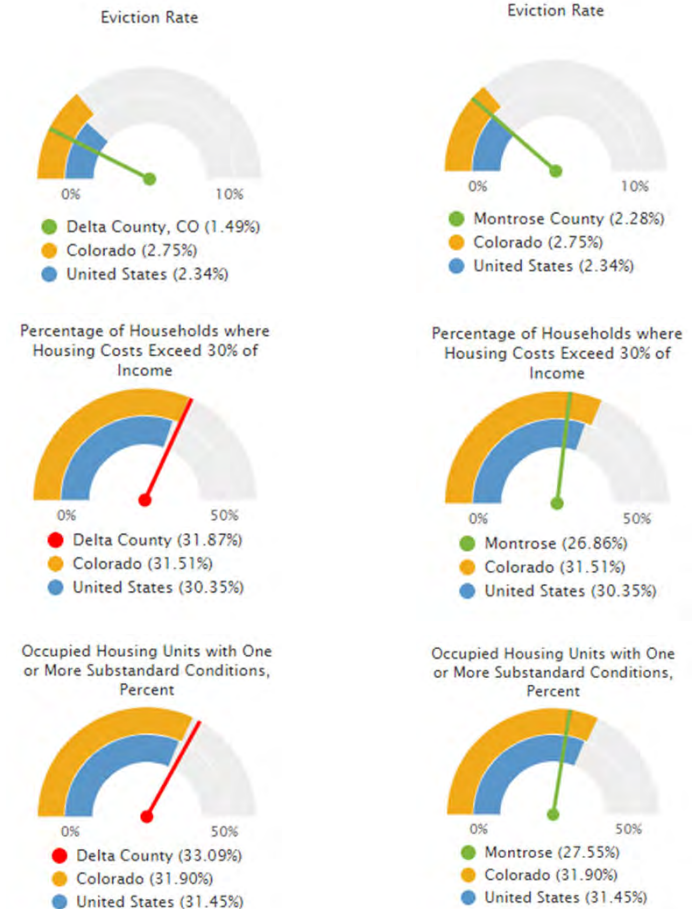 Eviction Rate
0%
10%
Delta County, CO (1.49%)
Colorado (2.75%)
United States (2.34%)
Eviction Rate
0%
10%
Montrose County (2.28%)
Colorado (2.75%)
United States (2.34%)
Percentage of Households where
Housing Costs Exceed 30% of
Income
0%
50%
Delta County (31.87%)
Colorado (31.51%)
United States (30.35%)
Percentage of Households where
Housing Costs Exceed 30% of
Income
0%
50%
Montrose (26.86%)
Colorado (31.51%)
United States (30.35%)
Occupied Housing Units with One
or More Substandard Conditions,
Percent
0%
50%
Delta County (33.09%)
Colorado (31.90%)
United States (31.45%)
Occupied Housing Units with One
or More Substandard Conditions,
Percent
0%
50%
Montrose (27.55%)
Colorado (31.90%)
United States (31.45%)